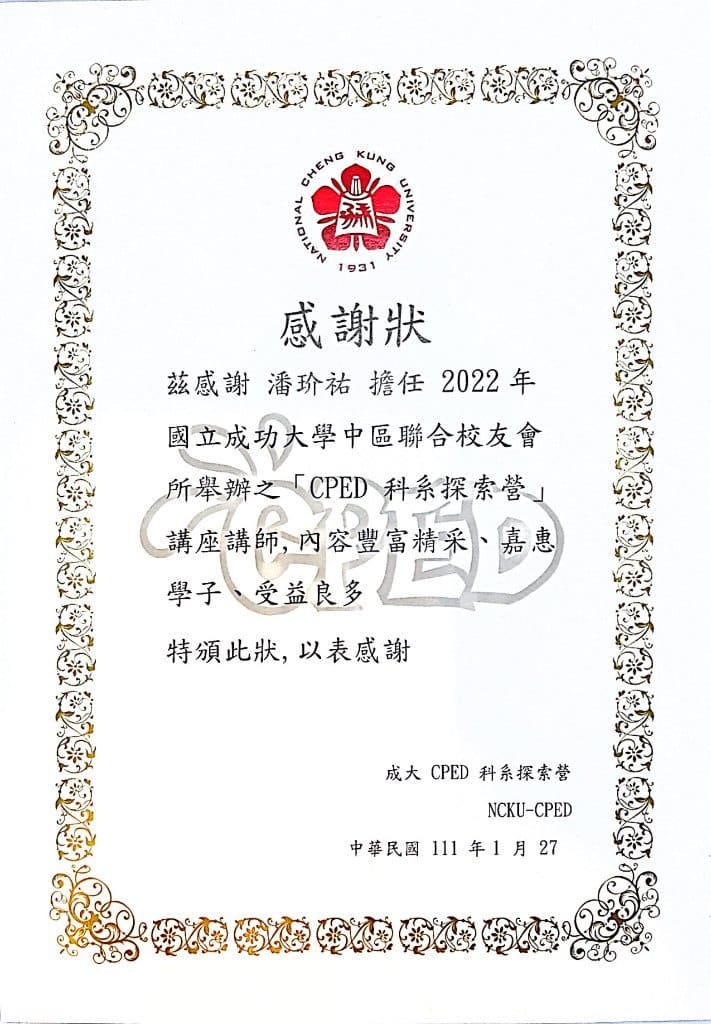 NATIONAL CHENG KUNG UNIVERSITY
1931
感謝狀
茲感謝 潘玠祐 擔任 2022 年
國立成功大學中區聯合校友會
所舉辦之「CPED 科系探索營」
講座講師,內容豐富精采、嘉惠
學子、受益良多
特頒此狀,以表感謝
CPED
成大 CPED 科系探索營
NCKU-CPED
中華民國 111 年 1 月 27